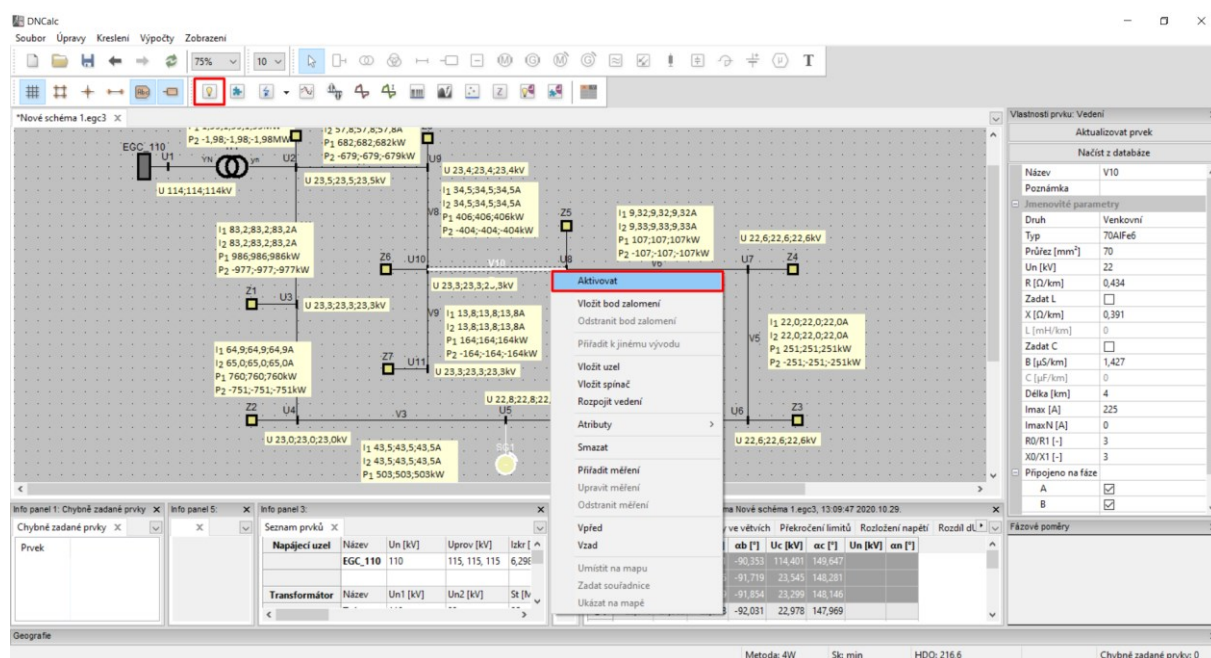 DNCalc
Soubor Úpravy Kreslení Výpočty Zobrazení
75% 10 T
*Nové schéma 1.egc3 X
EGC_110
U1
YN yn
U 114;114;114kV
P2 -1,98;-1,98;-1,98MW
U2
I2 57,8;57,8;57,8A
P1 682;682;682kW
P2 -679;-679;-679kW
U9
U 23,5;23,5;23,5kV
U 23,4;23,4;23,4kV
I1 34,5;34,5;34,5A
I2 34,5;34,5;34,5A
P1 406;406;406kW
P2 -404;-404;-404kW
V8
I1 83,2;83,2;83,2A
I2 83,2;83,2;83,2A
P1 986;986;986kW
P2 -977;-977;-977kW
Z5
I1 9,32;9,32;9,32A
I2 9,33;9,33;9,33A
P1 107;107;107kW
P2 -107;-107;-107kW
U 22,6;22,6;22,6kV
Z6 U10 V10 U8 V6 U7 Z4
Z1 U3
U 23,3;23,3;23,3kV
V9
I1 13,8;13,8;13,8A
I2 13,8;13,8;13,8A
P1 164;164;164kW
P2 -164;-164;-164kW
Z7 U11
U 23,3;23,3;23,3kV
I1 64,9;64,9;64,9A
I2 65,0;65,0;65,0A
P1 760;760;760kW
P2 -751;-751;-751kW
V5
I1 22,0;22,0;22,0A
I2 22,0;22,0;22,0A
P1 251;251;251kW
P2 -251;-251;-251kW
U 22,8;22,8;22,
Z2 U4 V3 U5 U6 Z3
U 23,0;23,0;23,0kV
I1 43,5;43,5;43,5A
I2 43,5;43,5;43,5A
P1 503;503;503kW
SG1
U 22,6;22,6;22,6kV
Aktivovat
Vložit bod zalomení
Odstranit bod zalomení
Přiřadit k jinému vývodu
Vložit uzel
Vložit spínač
Rozpojit vedení
Atributy >
Smazat
Přiřadit měření
Upravit měření
Odstranit měření
Vpřed
Vzad
Umístit na mapu
Zadat souřadnice
Ukázat na mapě
Vlastnosti prvku: Vedení
Aktualizovat prvek
Načíst z databáze
Název V10
Poznámka
Jmenovité parametry
Druh Venkovní
Typ 70AlFe6
Průřez [mm²] 70
Un [kV] 22
R [Ω/km] 0,434
Zadat L
X [Ω/km] 0,391
L [mH/km] 0
Zadat C
B [µS/km] 1,427
C [µF/km] 0
Délka [km] 4
Imax [A] 225
ImaxN [A] 0
R0/R1 [-] 3
X0/X1 [-] 3
Připojeno na fáze
A
B
Fázové poměry
Info panel 1: Chybně zadané prvky X
Chybné zadané prvky X
Prvek
Info panel 5: X
Info panel 3: X
Seznam prvků X
Napájecí uzel Název Un [kV] Uprov [kV] Izkr [
EGC_110 110 115, 115, 115 6,298
Transformátor Název Un1 [kV] Un2 [kV]
ma Nové schéma 1.egc3, 13:09:47 2020.10.29. X
ve větvích Překročení limitů Rozložení napětí
αb [°] Uc [kV] αc [°] Un [kV] αn [°]
-90,353 114,401 149,647
-91,719 23,545 148,281
-91,854 23,299 148,146
-92,031 22,978 147,969
Geografie
Metoda: 4W Sk: min HDO: 216.6 Chybné zadané prvky: 0